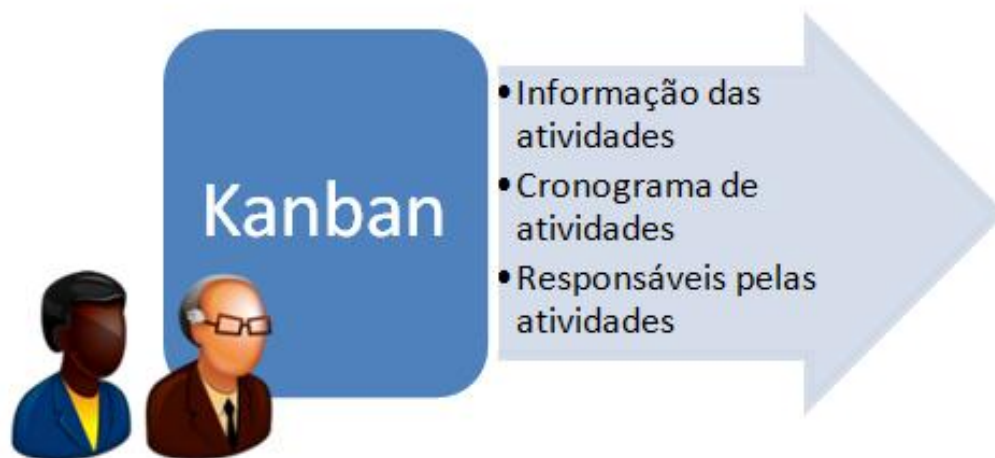 Kanban
•Informação das
atividades
•Cronograma de
atividades
•Responsáveis pelas
atividades